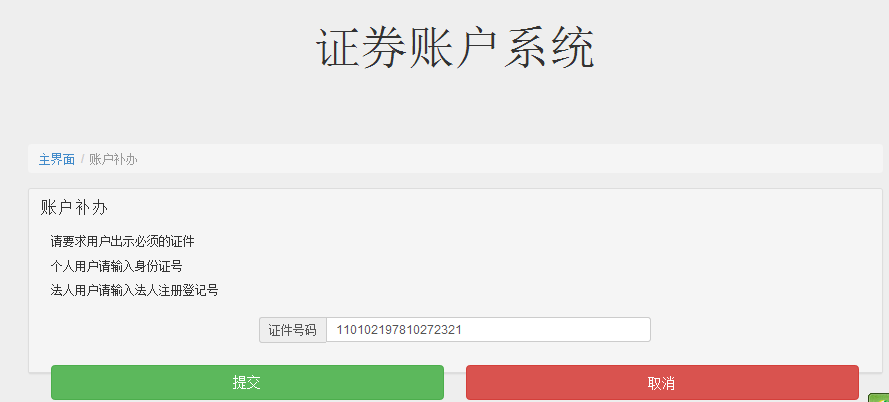 证券账户系统
主界面 / 账户补办
账户补办
请要求用户出示必须的证件
个人用户请输入身份证号
法人用户请输入法人注册登记号
证件号码 110102197810272321
提交 取消